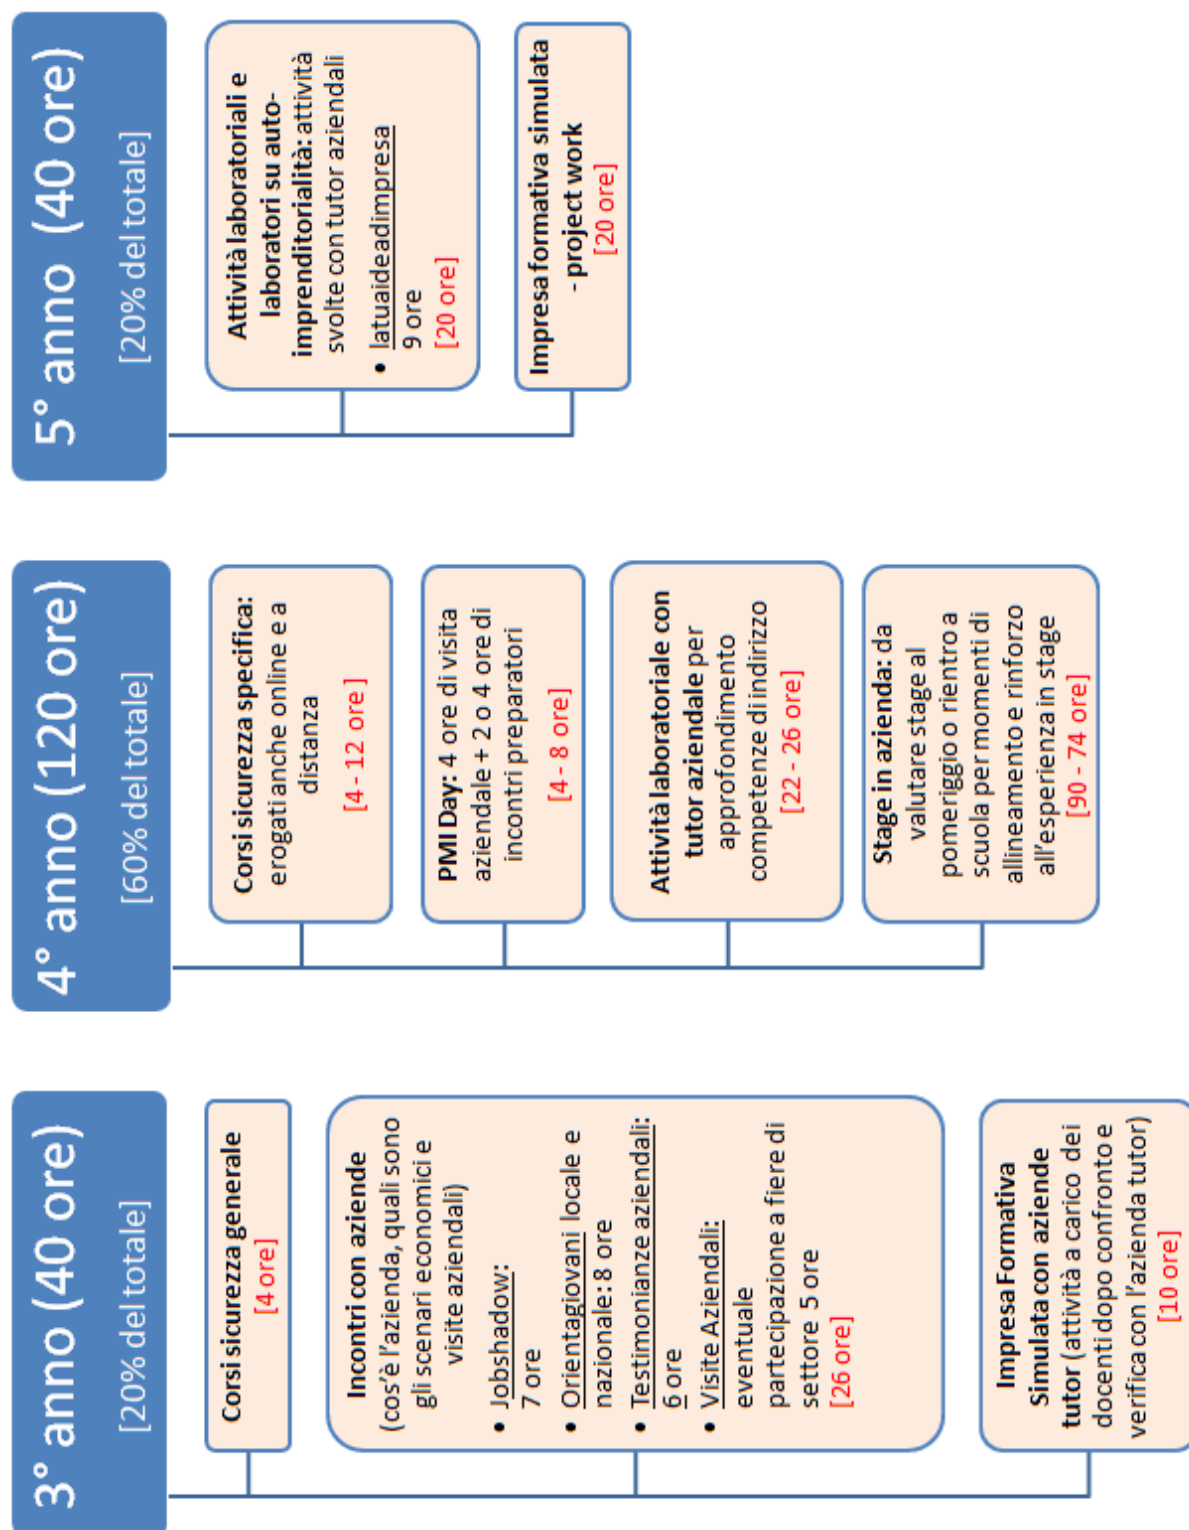 3° anno (40 ore)
[20% del totale]
Corsi sicurezza generale
[4 ore]
Incontri con aziende
(cos'è l'azienda, quali sono
gli scenari economici e
visite aziendali)
• Jobshadow:
7 ore
• Orientagiovani locale e
nazionale: 8 ore
• Testimonianze aziendali:
6 ore
• Visite Aziendali:
eventuale
partecipazione a fiere di
settore 5 ore
[26 ore]
Impresa Formativa
Simulata con aziende
tutor (attività a carico dei
docenti dopo confronto e
verifica con l'azienda tutor)
[10 ore]
4° anno (120 ore)
[60% del totale]
Corsi sicurezza specifica:
erogati anche online e a
distanza
[4 - 12 ore ]
PMI Day: 4 ore di visita
aziendale + 2 o 4 ore di
incontri preparatori
[4 - 8 ore]
Attività laboratoriale con
tutor aziendale per
approfondimento
competenze di indirizzo
[22 - 26 ore]
Stage in azienda: da
valutare stage al
pomeriggio o rientro a
scuola per momenti di
allineamento e rinforzo
all'esperienza in stage
[90 - 74 ore]
5° anno (40 ore)
[20% del totale]
Attività laboratoriali e
laboratori su auto-
imprenditorialità: attività
svolte con tutor aziendali
• latuaideadimpresa
9 ore
[20 ore]
Impresa formativa simulata
- project work
[20 ore]